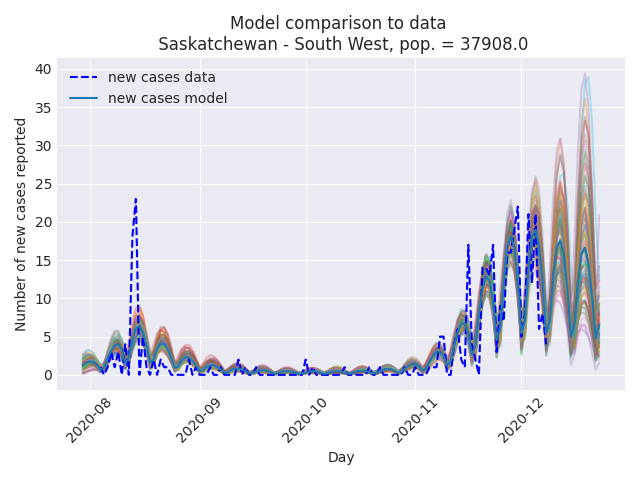 Model comparison to data
Saskatchewan - South West, pop. = 37908.0
new cases data
new cases model
Number of new cases reported
40
35
30
25
20
15
10
5
0
2020-08
2020-09
2020-10
2020-11
2020-12
Day